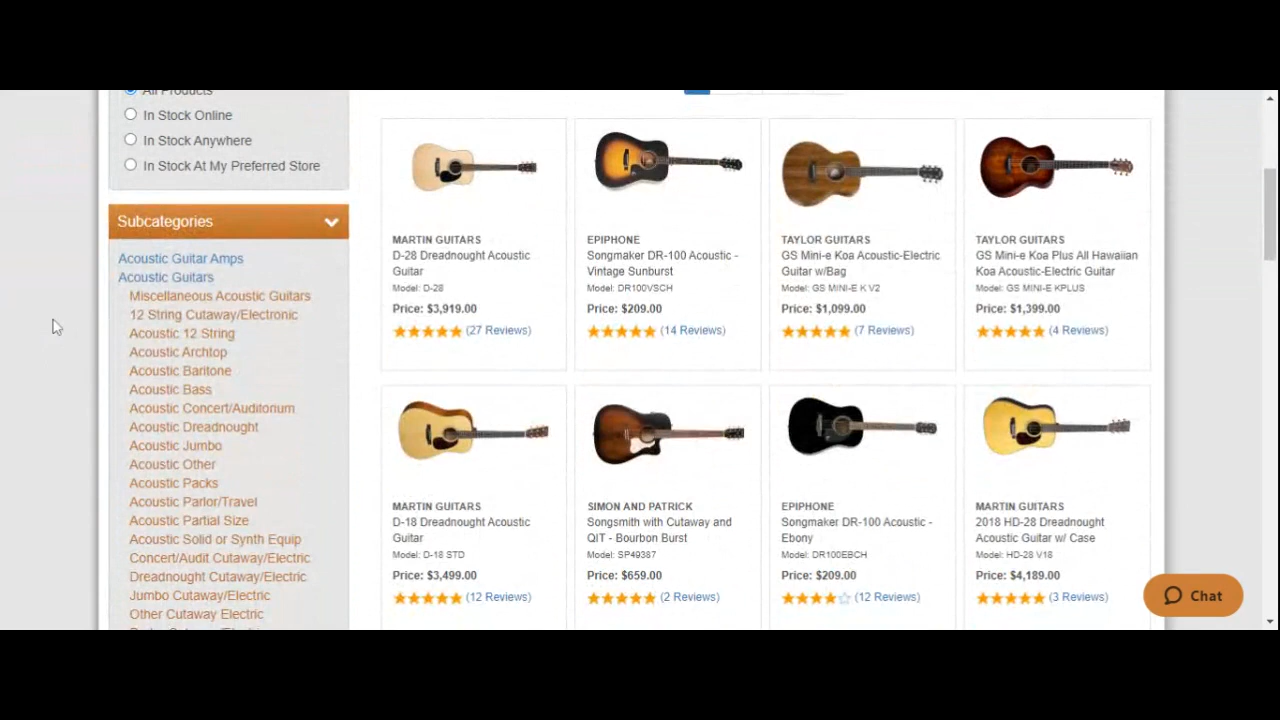 All Products
In Stock Online
In Stock Anywhere
In Stock At My Preferred Store
Subcategories
Acoustic Guitar Amps
Acoustic Guitars
Miscellaneous Acoustic Guitars
12 String Cutaway/Electronic
Acoustic 12 String
Acoustic Archtop
Acoustic Baritone
Acoustic Bass
Acoustic Concert/Auditorium
Acoustic Dreadnought
Acoustic Jumbo
Acoustic Other
Acoustic Packs
Acoustic Parlor/Travel
Acoustic Partial Size
Acoustic Solid or Synth Equip
Concert/Audit Cutaway/Electric
Dreadnought Cutaway/Electric
Jumbo Cutaway/Electric
Other Cutaway Electric
MARTIN GUITARS
D-28 Dreadnought Acoustic
Guitar
Model: D-28
Price: $3,919.00
(27 Reviews)
EPIPHONE
Songmaker DR-100 Acoustic -
Vintage Sunburst
Model: DR100VSCH
Price: $209.00
(14 Reviews)
TAYLOR GUITARS
GS Mini-e Koa Acoustic-Electric
Guitar w/Bag
Model: GS MINI-E K V2
Price: $1,099.00
(7 Reviews)
TAYLOR GUITARS
GS Mini-e Koa Plus All Hawaiian
Koa Acoustic-Electric Guitar
Model: GS MINI-E KPLUS
Price: $1,399.00
(4 Reviews)
MARTIN GUITARS
D-18 Dreadnought Acoustic
Guitar
Model: D-18 STD
Price: $3,499.00
(12 Reviews)
SIMON AND PATRICK
Songsmith with Cutaway and
QIT - Bourbon Burst
Model: SP49387
Price: $659.00
(2 Reviews)
EPIPHONE
Songmaker DR-100 Acoustic -
Ebony
Model: DR100EBCH
Price: $209.00
(12 Reviews)
MARTIN GUITARS
2018 HD-28 Dreadnought
Acoustic Guitar w/ Case
Model: HD-28 V18
Price: $4,189.00
(3 Reviews)
Chat